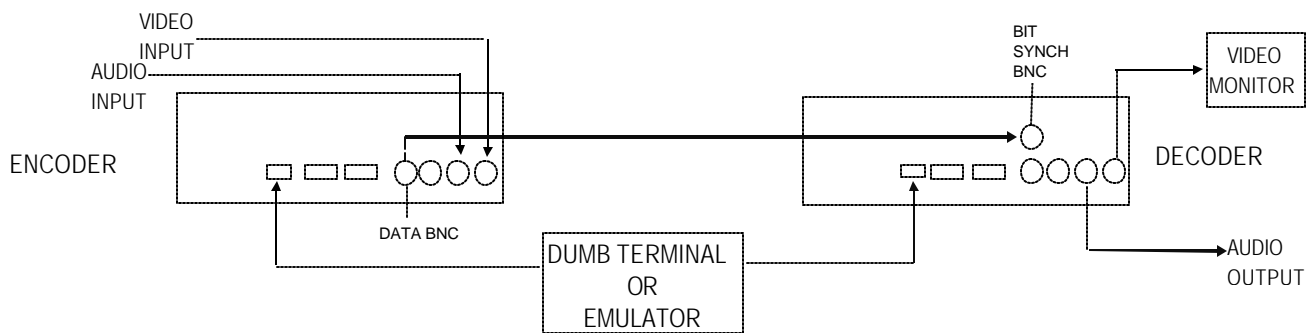 VIDEO
INPUT
AUDIO
INPUT
ENCODER
DATA BNC
DUMB TERMINAL
OR
EMULATOR
BIT
SYNCH
BNC
VIDEO
MONITOR
DECODER
AUDIO
OUTPUT